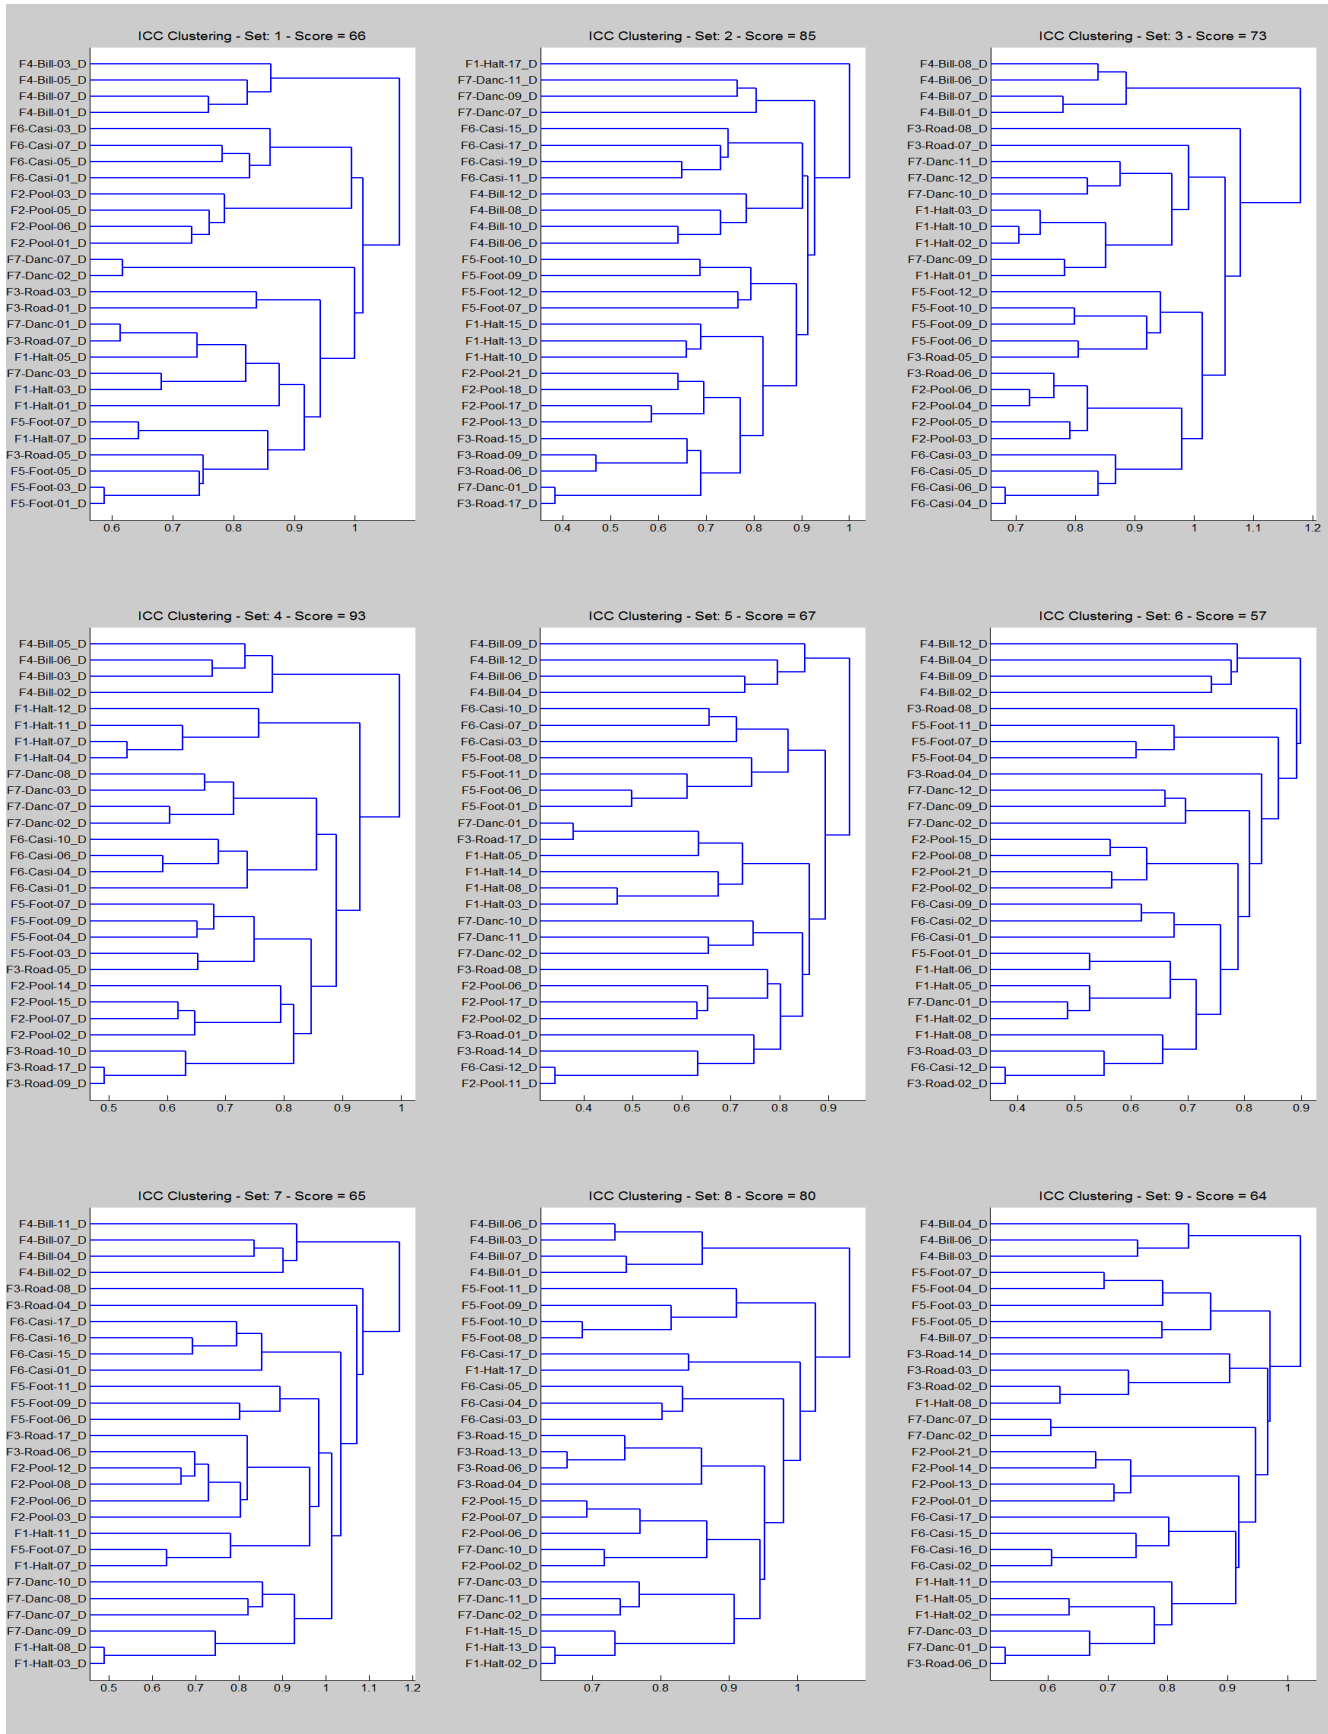 ICC Clustering - Set: 1 - Score = 66
F4-Bill-03_D
F4-Bill-05_D
F4-Bill-07_D
F4-Bill-01_D
F6-Casi-03_D
F6-Casi-07_D
F6-Casi-05_D
F6-Casi-01_D
F2-Pool-03_D
F2-Pool-05_D
F2-Pool-06_D
F2-Pool-01_D
F7-Danc-07_D
F7-Danc-02_D
F3-Road-03_D
F3-Road-01_D
F7-Danc-01_D
F3-Road-07_D
F1-Halt-05_D
F7-Danc-03_D
F1-Halt-03_D
F1-Halt-01_D
F5-Foot-07_D
F1-Halt-07_D
F3-Road-05_D
F5-Foot-05_D
F5-Foot-03_D
F5-Foot-01_D
0.6 0.7 0.8 0.9 1
ICC Clustering - Set: 2 - Score = 85
F1-Halt-17_D
F7-Danc-11_D
F7-Danc-09_D
F7-Danc-07_D
F6-Casi-15_D
F6-Casi-17_D
F6-Casi-19_D
F6-Casi-11_D
F4-Bill-12_D
F4-Bill-08_D
F4-Bill-10_D
F4-Bill-06_D
F5-Foot-10_D
F5-Foot-09_D
F5-Foot-12_D
F5-Foot-07_D
F1-Halt-15_D
F1-Halt-13_D
F1-Halt-10_D
F2-Pool-21_D
F2-Pool-18_D
F2-Pool-17_D
F2-Pool-13_D
F3-Road-15_D
F3-Road-09_D
F3-Road-06_D
F7-Danc-01_D
F3-Road-17_D
0.4 0.5 0.6 0.7 0.8 0.9 1
ICC Clustering - Set: 3 - Score = 73
F4-Bill-08_D
F4-Bill-06_D
F4-Bill-07_D
F4-Bill-01_D
F3-Road-08_D
F3-Road-07_D
F7-Danc-11_D
F7-Danc-12_D
F7-Danc-10_D
F1-Halt-03_D
F1-Halt-10_D
F1-Halt-02_D
F7-Danc-09_D
F1-Halt-01_D
F5-Foot-12_D
F5-Foot-10_D
F5-Foot-09_D
F5-Foot-06_D
F3-Road-05_D
F3-Road-06_D
F2-Pool-06_D
F2-Pool-04_D
F2-Pool-05_D
F2-Pool-03_D
F6-Casi-03_D
F6-Casi-05_D
F6-Casi-06_D
F6-Casi-04_D
0.7 0.8 0.9 1 1.1 1.2
ICC Clustering - Set: 4 - Score = 93
F4-Bill-05_D
F4-Bill-06_D
F4-Bill-03_D
F4-Bill-02_D
F1-Halt-12_D
F1-Halt-11_D
F1-Halt-07_D
F1-Halt-04_D
F7-Danc-08_D
F7-Danc-03_D
F7-Danc-07_D
F7-Danc-02_D
F6-Casi-10_D
F6-Casi-06_D
F6-Casi-04_D
F6-Casi-01_D
F5-Foot-07_D
F5-Foot-09_D
F5-Foot-04_D
F5-Foot-03_D
F3-Road-05_D
F2-Pool-14_D
F2-Pool-15_D
F2-Pool-07_D
F2-Pool-02_D
F3-Road-10_D
F3-Road-17_D
F3-Road-09_D
0.5 0.6 0.7 0.8 0.9 1
ICC Clustering - Set: 5 - Score = 67
F4-Bill-09_D
F4-Bill-12_D
F4-Bill-06_D
F4-Bill-04_D
F6-Casi-10_D
F6-Casi-07_D
F6-Casi-03_D
F5-Foot-08_D
F5-Foot-11_D
F5-Foot-06_D
F5-Foot-01_D
F7-Danc-01_D
F3-Road-17_D
F1-Halt-05_D
F1-Halt-14_D
F1-Halt-08_D
F1-Halt-03_D
F7-Danc-10_D
F7-Danc-11_D
F7-Danc-02_D
F3-Road-08_D
F2-Pool-06_D
F2-Pool-17_D
F2-Pool-02_D
F3-Road-01_D
F3-Road-14_D
F6-Casi-12_D
F2-Pool-11_D
0.4 0.5 0.6 0.7 0.8 0.9
ICC Clustering - Set: 6 - Score = 57
F4-Bill-12_D
F4-Bill-04_D
F4-Bill-09_D
F4-Bill-02_D
F3-Road-08_D
F5-Foot-11_D
F5-Foot-07_D
F5-Foot-04_D
F3-Road-04_D
F7-Danc-12_D
F7-Danc-09_D
F7-Danc-02_D
F2-Pool-15_D
F2-Pool-08_D
F2-Pool-21_D
F2-Pool-02_D
F6-Casi-09_D
F6-Casi-02_D
F6-Casi-01_D
F5-Foot-01_D
F1-Halt-06_D
F1-Halt-05_D
F7-Danc-01_D
F1-Halt-02_D
F1-Halt-08_D
F3-Road-03_D
F6-Casi-12_D
F3-Road-02_D
0.4 0.5 0.6 0.7 0.8 0.9
ICC Clustering - Set: 7 - Score = 65
F4-Bill-11_D
F4-Bill-07_D
F4-Bill-04_D
F4-Bill-02_D
F3-Road-08_D
F3-Road-04_D
F6-Casi-17_D
F6-Casi-16_D
F6-Casi-15_D
F6-Casi-01_D
F5-Foot-11_D
F5-Foot-09_D
F5-Foot-06_D
F3-Road-17_D
F3-Road-06_D
F2-Pool-12_D
F2-Pool-08_D
F2-Pool-06_D
F2-Pool-03_D
F1-Halt-11_D
F5-Foot-07_D
F1-Halt-07_D
F7-Danc-10_D
F7-Danc-08_D
F7-Danc-07_D
F7-Danc-09_D
F1-Halt-08_D
F1-Halt-03_D
0.5 0.6 0.7 0.8 0.9 1 1.1 1.2
ICC Clustering - Set: 8 - Score = 80
F4-Bill-06_D
F4-Bill-03_D
F4-Bill-07_D
F4-Bill-01_D
F5-Foot-11_D
F5-Foot-09_D
F5-Foot-10_D
F5-Foot-08_D
F6-Casi-17_D
F1-Halt-17_D
F6-Casi-05_D
F6-Casi-04_D
F6-Casi-03_D
F3-Road-15_D
F3-Road-13_D
F3-Road-06_D
F3-Road-04_D
F2-Pool-15_D
F2-Pool-07_D
F2-Pool-06_D
F7-Danc-10_D
F2-Pool-02_D
F7-Danc-03_D
F7-Danc-11_D
F7-Danc-02_D
F1-Halt-15_D
F1-Halt-13_D
F1-Halt-02_D
0.7 0.8 0.9 1
ICC Clustering - Set: 9 - Score = 64
F4-Bill-04_D
F4-Bill-06_D
F4-Bill-03_D
F5-Foot-07_D
F5-Foot-04_D
F5-Foot-03_D
F5-Foot-05_D
F4-Bill-07_D
F3-Road-14_D
F3-Road-03_D
F3-Road-02_D
F1-Halt-08_D
F7-Danc-07_D
F7-Danc-02_D
F2-Pool-21_D
F2-Pool-14_D
F2-Pool-13_D
F2-Pool-01_D
F6-Casi-17_D
F6-Casi-15_D
F6-Casi-16_D
F6-Casi-02_D
F1-Halt-11_D
F1-Halt-05_D
F1-Halt-02_D
F7-Danc-03_D
F7-Danc-01_D
F3-Road-06_D
0.6 0.7 0.8 0.9 1